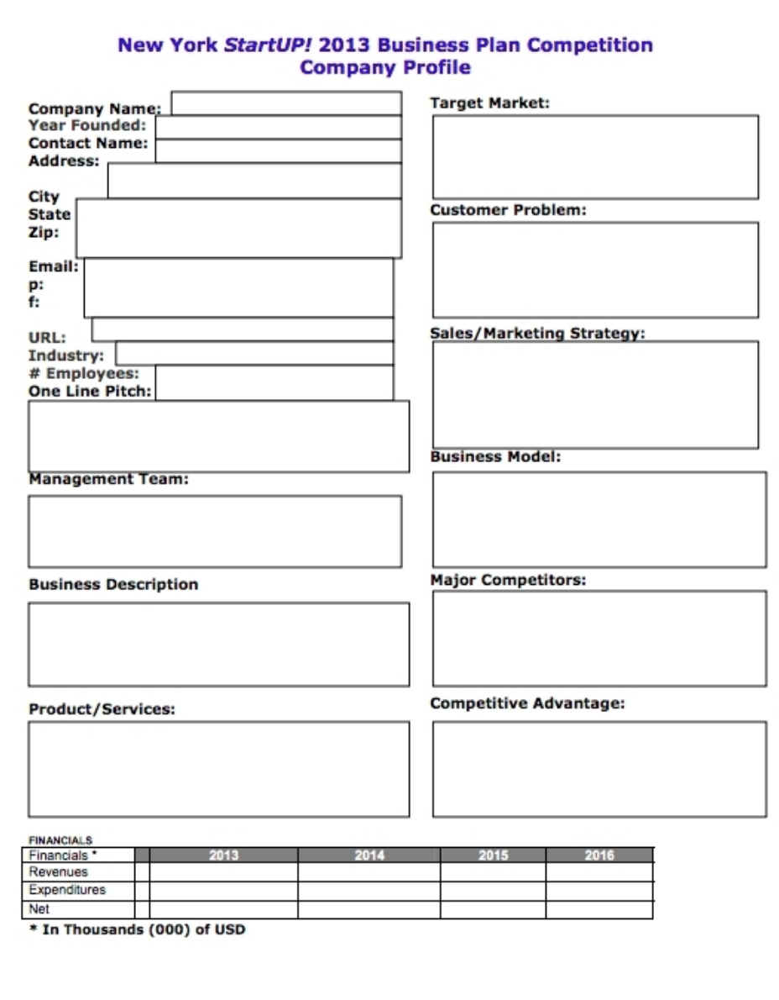 New York StartUP! 2013 Business Plan Competition
Company Profile
Company Name:
Year Founded:
Contact Name:
Address:
City
State
Zip:
Email:
p:
f:
URL:
Industry:
# Employees:
One Line Pitch:
Management Team:
Business Description
Product/Services:
Target Market:
Customer Problem:
Sales/Marketing Strategy:
Business Model:
Major Competitors:
Competitive Advantage:
FINANCIALS
Financials * 2013 2014 2015 2016
Revenues
Expenditures
Net
* In Thousands (000) of USD